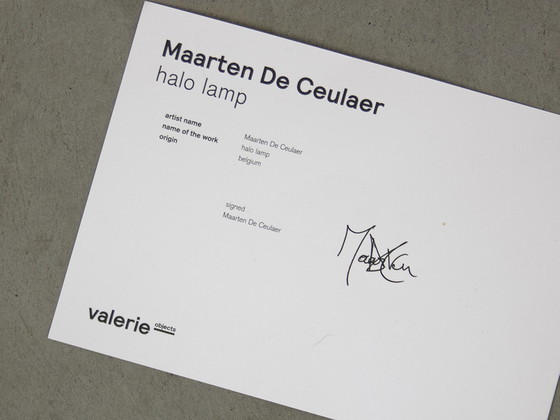 Maarten De Ceulaer
halo lamp
artist name
name of the work
origin
Maarten De Ceulaer
halo lamp
belgium
signed
Maarten De Ceulaer
Maarten
valerie objects